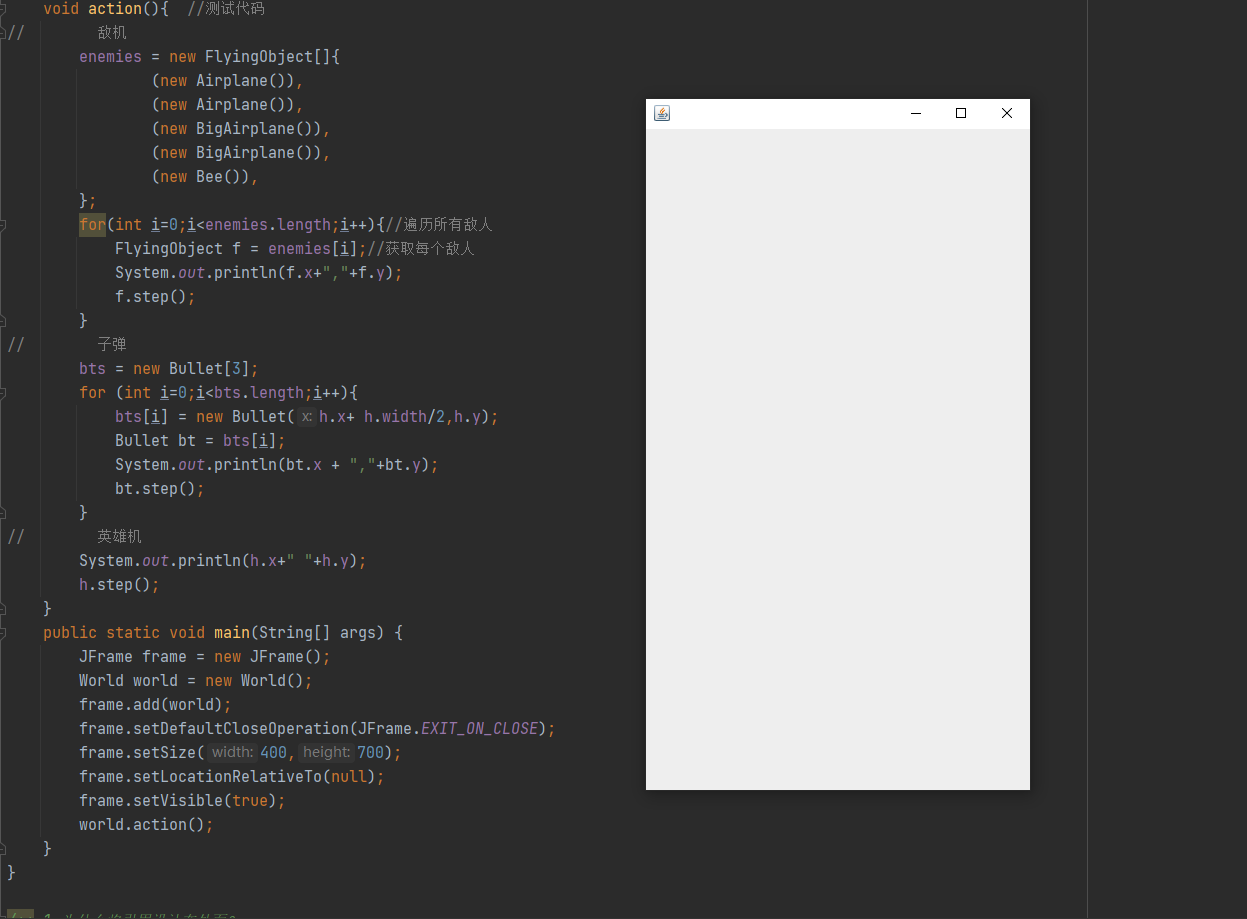 void action(){  //测试代码
//        敌机
enemies = new FlyingObject[]{
(new Airplane()),
(new Airplane()),
(new BigAirplane()),
(new BigAirplane()),
(new Bee()),
};
for(int i=0;i<enemies.length;i++){//遍历所有敌人
FlyingObject f = enemies[i];//获取每个敌人
System.out.println(f.x+","+f.y);
f.step();
}
//        子弹
bts = new Bullet[3];
for (int i=0;i<bts.length;i++){
bts[i] = new Bullet( x: h.x+ h.width/2,h.y);
Bullet bt = bts[i];
System.out.println(bt.x + ","+bt.y);
bt.step();
}
//        英雄机
System.out.println(h.x+" "+h.y);
h.step();
}
public static void main(String[] args) {
JFrame frame = new JFrame();
World world = new World();
frame.add(world);
frame.setDefaultCloseOperation(JFrame.EXIT_ON_CLOSE);
frame.setSize( width: 400, height: 700);
frame.setLocationRelativeTo(null);
frame.setVisible(true);
world.action();
}
}